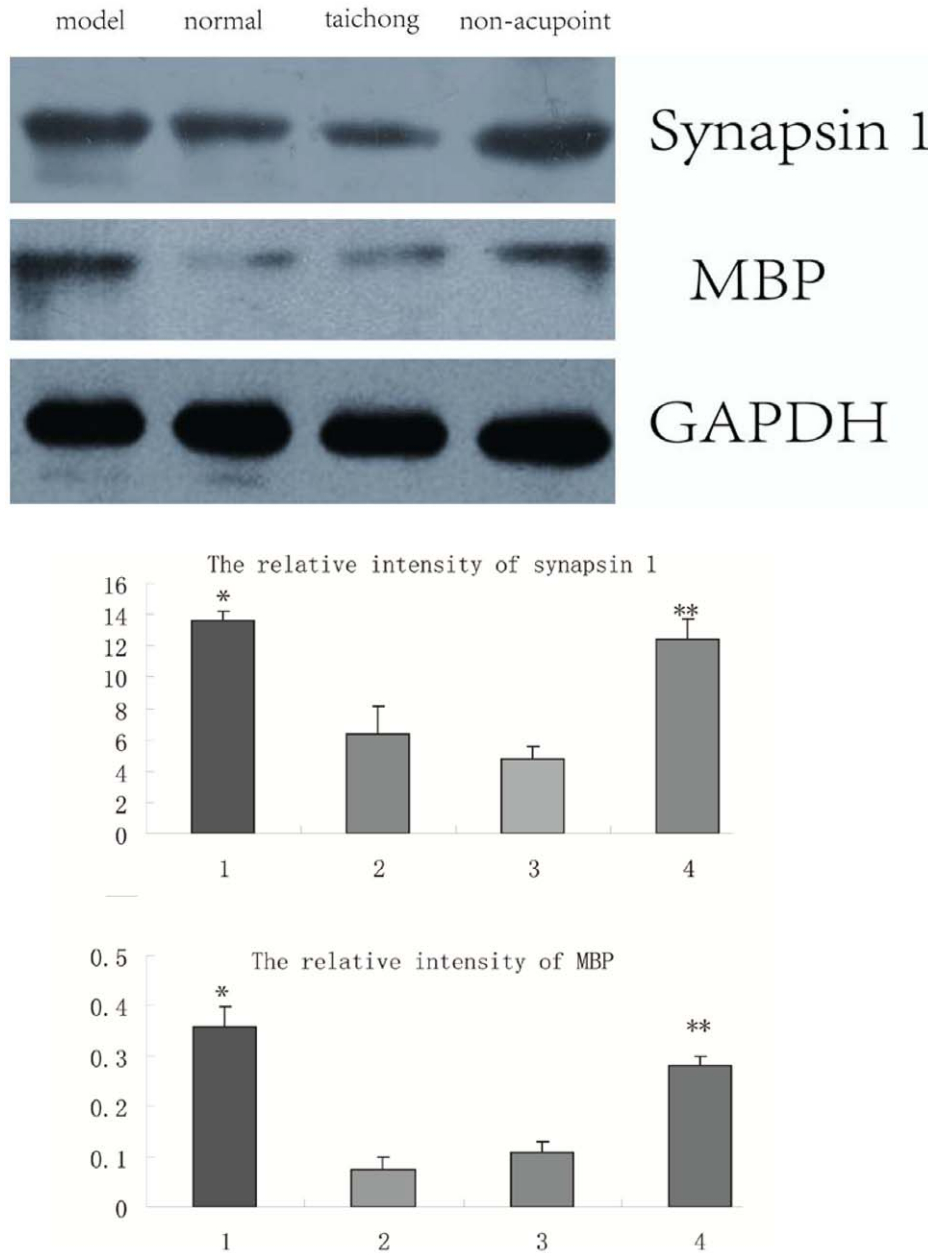 model normal taichong non-acupoint
Synapsin 1
MBP
GAPDH
The relative intensity of synapsin 1
16
14
12
10
8
6
4
2
0
*
**
1 2 3 4
The relative intensity of MBP
0.5
0.4
0.3
0.2
0.1
0
*
**
1 2 3 4